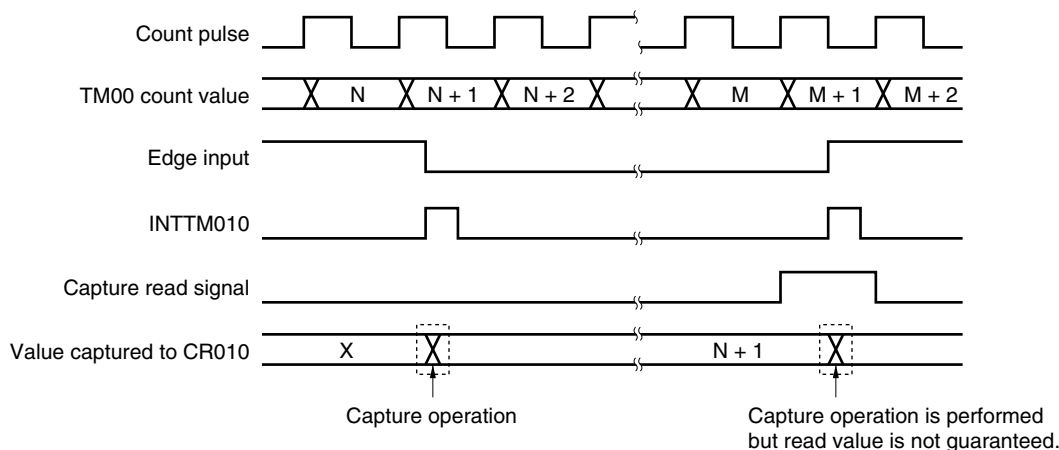 Count pulse
TM00 count value
N
N + 1
N + 2
M
M + 1
M + 2
Edge input
INTTM010
Capture read signal
Value captured to CR010
X
N + 1
Capture operation
Capture operation is performed
but read value is not guaranteed.